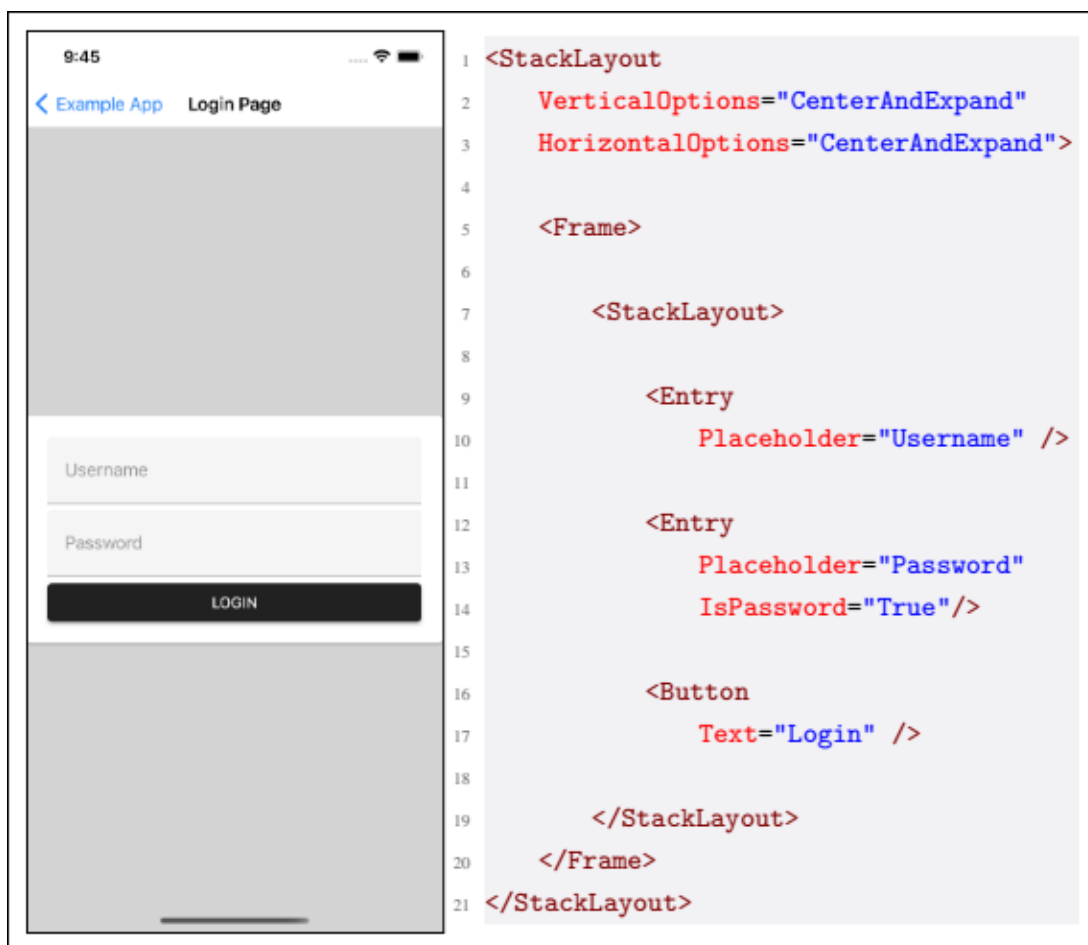 9:45
Example App Login Page
Username
Password
LOGIN
1 <StackLayout
2 VerticalOptions="CenterAndExpand"
3 HorizontalOptions="CenterAndExpand">
4
5 <Frame>
6
7 <StackLayout>
8
9 <Entry
10 Placeholder="Username" />
11
12 <Entry
13 Placeholder="Password"
14 IsPassword="True"/>
15
16 <Button
17 Text="Login" />
18
19 </StackLayout>
20 </Frame>
21 </StackLayout>